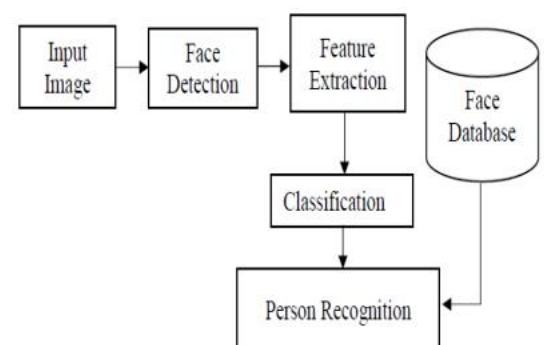 Input
Image
Face
Detection
Feature
Extraction
Face
Database
Classification
Person Recognition